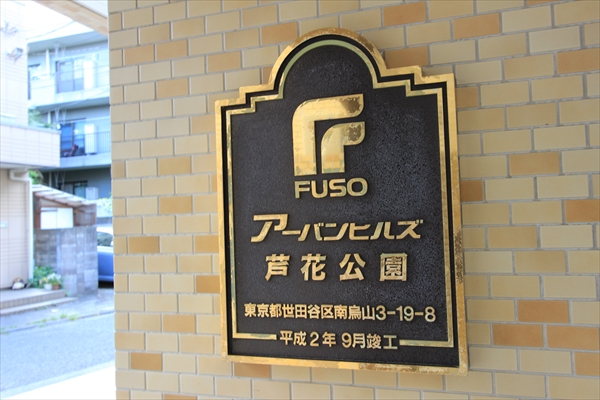 FUSO
アーバンヒルズ
芦花公園
東京都世田谷区南烏山3-19-8
平成2年9月竣工